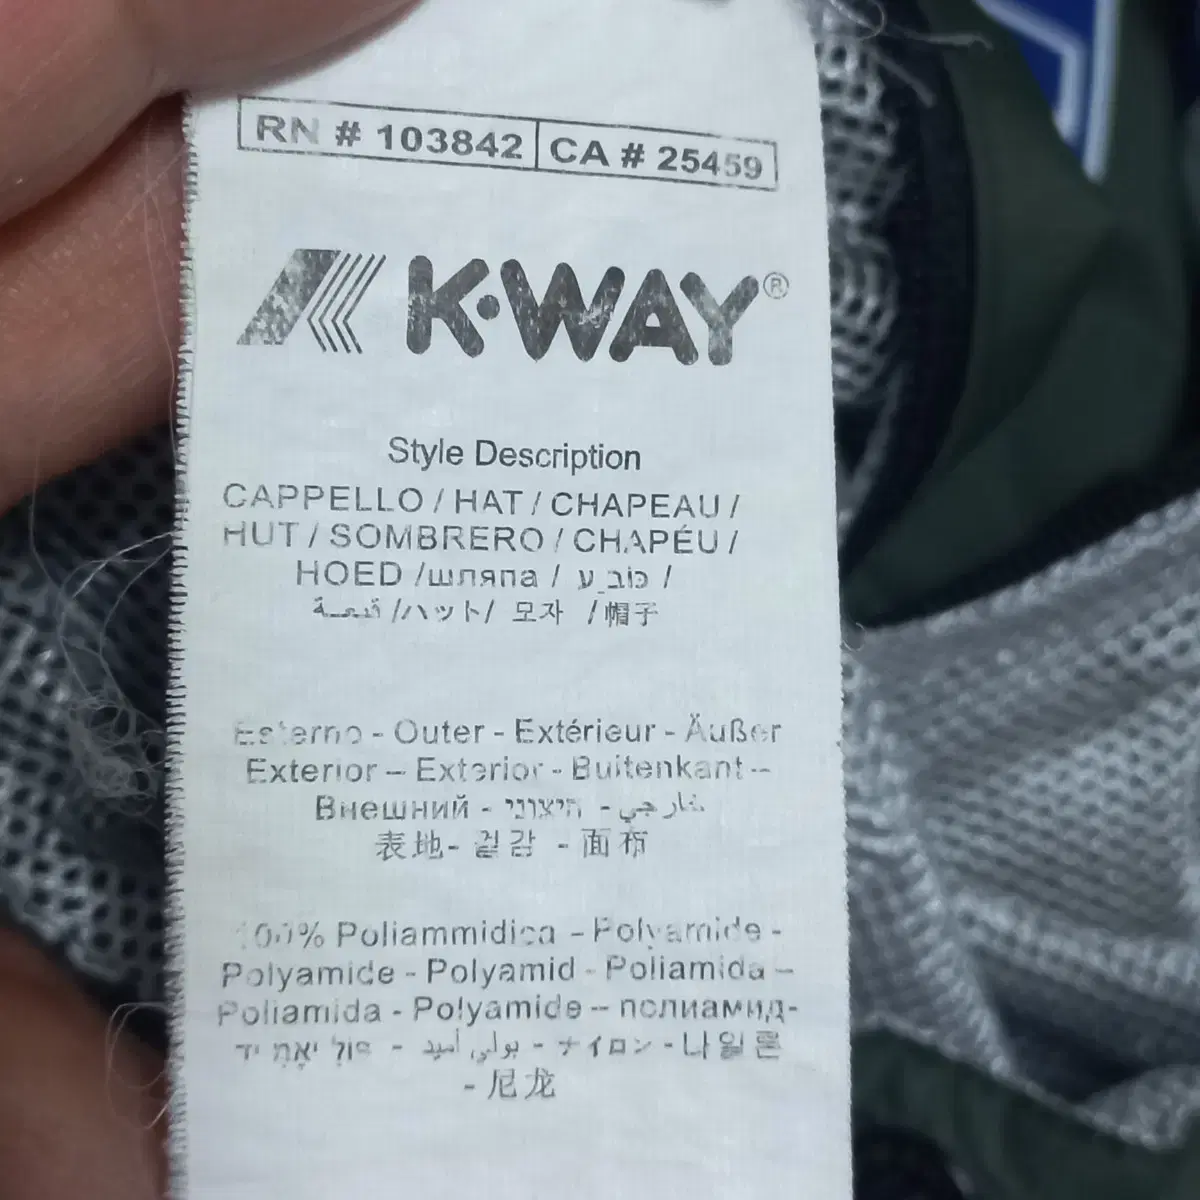 RN # 103842 CA # 25459
K·WAY®
Style Description
CAPPELLO / HAT / CHAPEAU /
HUT / SOMBRERO / CHAPÉU /
HOED /шляпа / כובע /
قبعة /ハット/ 모자 /帽子
Esterno - Outer - Extérieur - Äußer
Exterior – Exterior - Buitenkant –
Внешний - חיצוני - خارجي -
表地- 겉감 - 面布
100% Poliammidica – Polyamide -
Polyamide - Polyamid - Poliamida –
Poliamida - Polyamide – полиамид-
بولي أميد - ナイロン - 나일론
- 尼龙